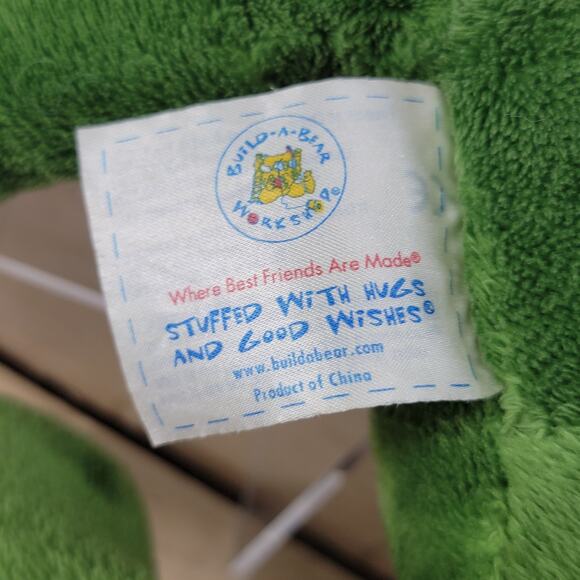 BUILD-A-BEAR
WORKSHOP®
Where Best Friends Are Made®
STUFFED WITH HUGS
AND GOOD WISHES®
www.buildabear.com
Product of China